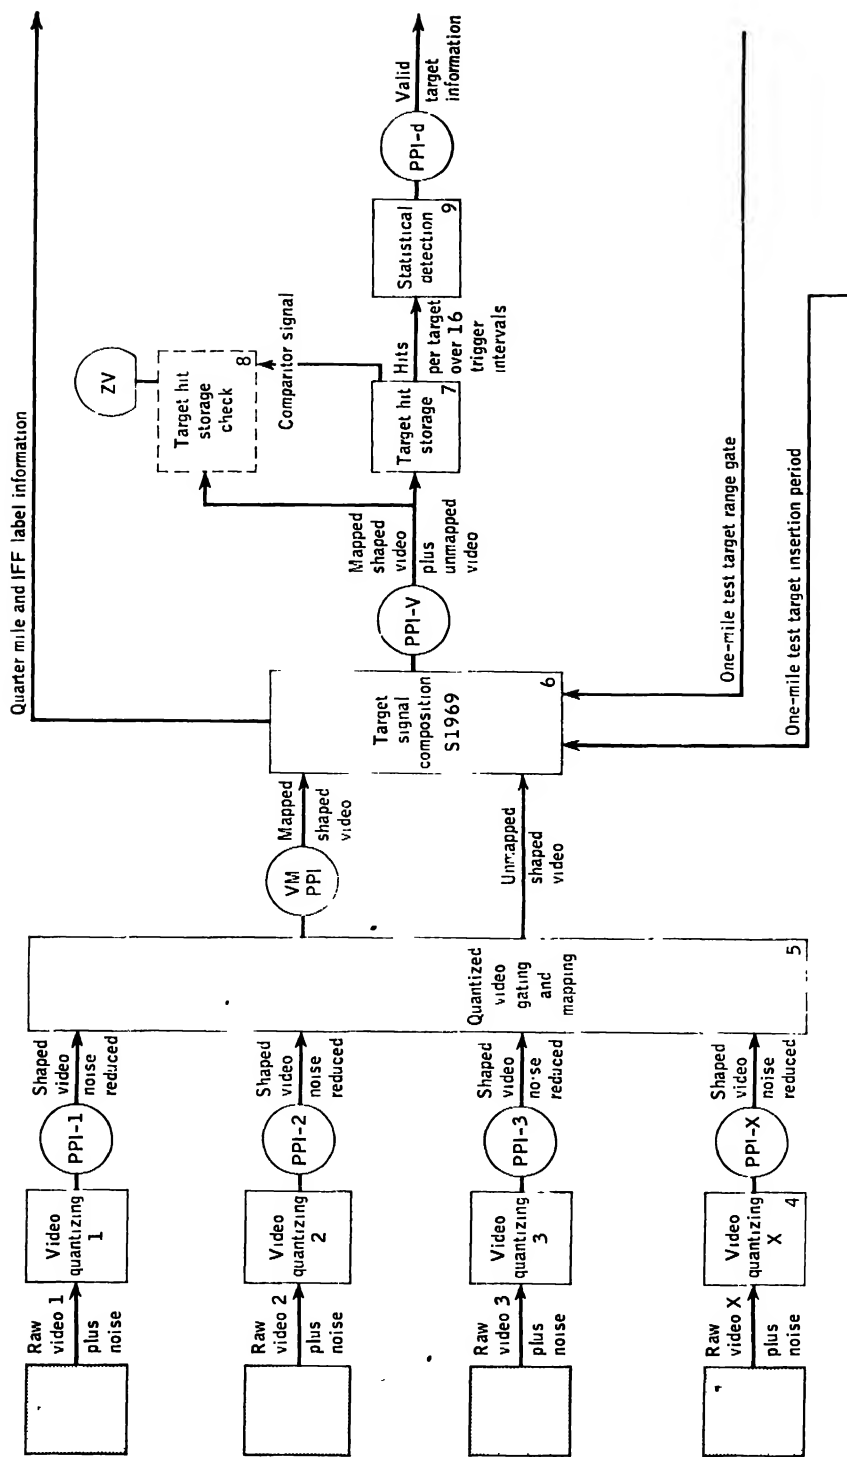 Quarter mile and IFF label information
Raw
video 1
plus
noise
Video
quantizing
1
PPI-1
Shaped
video
noise
reduced
Raw
video 2
plus
noise
Video
quantizing
2
PPI-2
Shaped
video
noise
reduced
Raw
video 3
plus
noise
Video
quantizing
3
PPI-3
Shaped
video
noise
reduced
Raw
video X
plus
noise
Video
quantizing
X
4
PPI-X
Shaped
video
noise
reduced
Quantized
video
gating
and
mapping
5
VM
PPI
Mapped
shaped
video
Unmapped
shaped
video
Target
signal
composition
S1969
6
PPI-V
Mapped
shaped
video
plus
unmapped
video
Target hit
storage
check
8
ZV
Comparitor signal
Target hit
storage
7
Hits
per target
over 16
trigger
intervals
Statistical
detection
9
PPI-d
Valid
target
information
One-mile test target range gate
One-mile test target insertion period